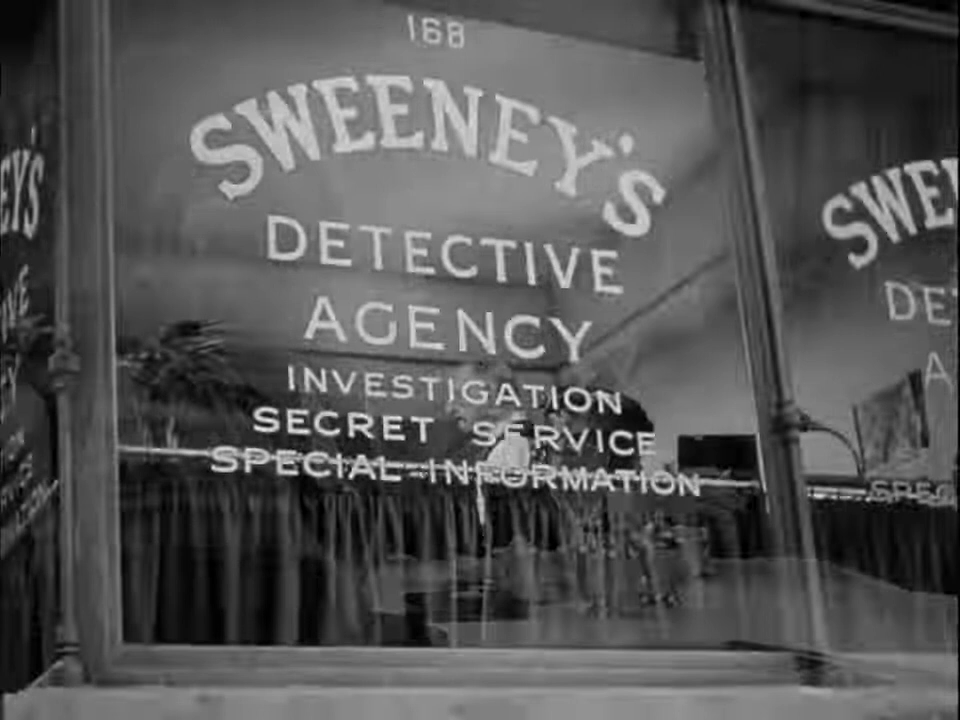 168
SWEENEY'S
DETECTIVE
AGENCY
INVESTIGATION
SECRET SERVICE
SPECIAL INFORMATION